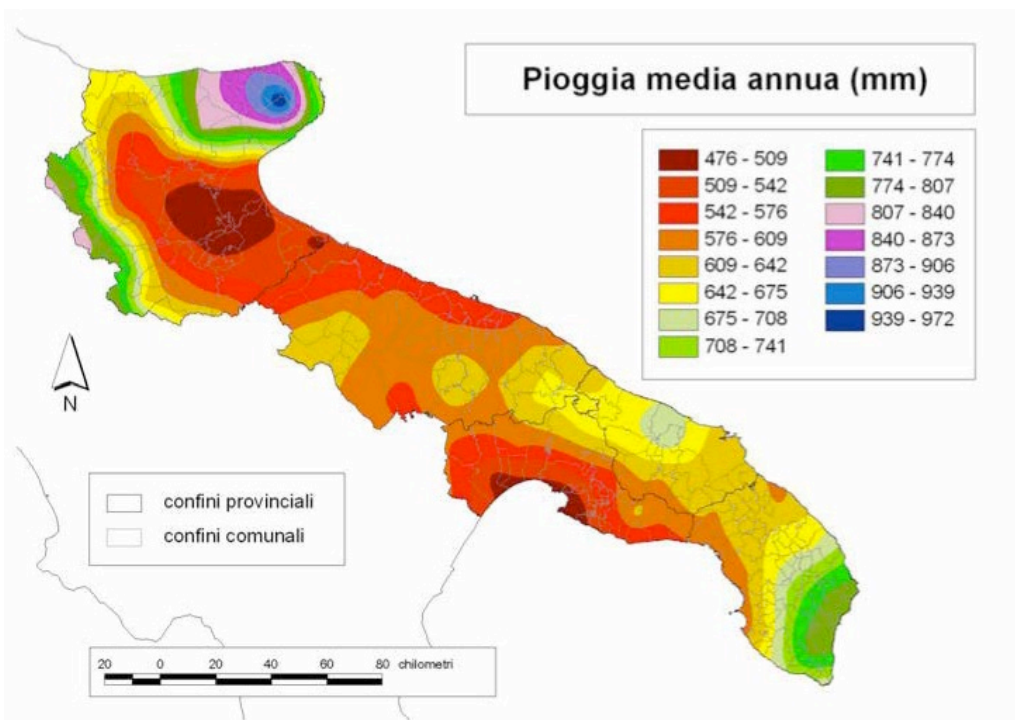 Pioggia media annua (mm)
476 - 509
509 - 542
542 - 576
576 - 609
609 - 642
642 - 675
675 - 708
708 - 741
741 - 774
774 - 807
807 - 840
840 - 873
873 - 906
906 - 939
939 - 972
N
confini provinciali
confini comunali
20 0 20 40 60 80 chilometri